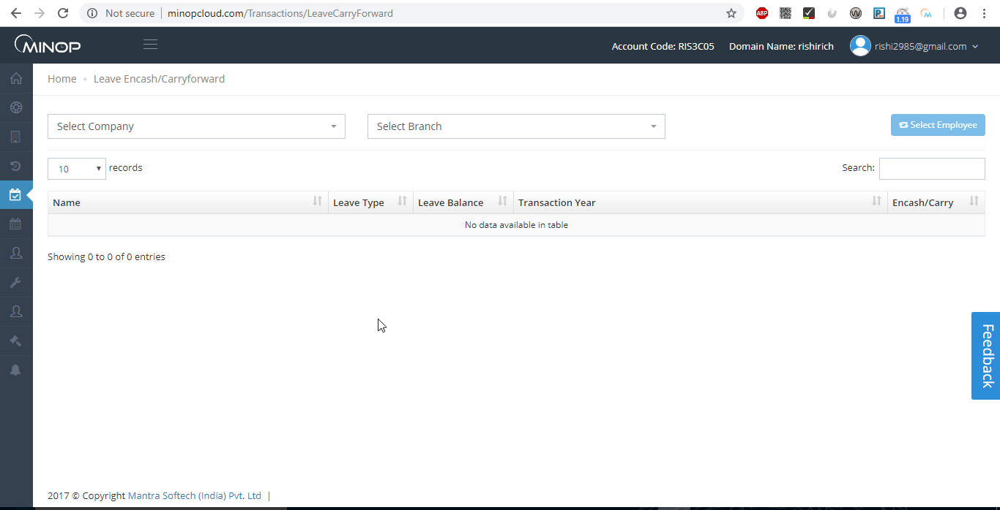 Not secure | minopcloud.com/Transactions/LeaveCarryForward
ABP
1.19
MINOP
Account Code: RIS3C05 Domain Name: rishirich rishi2985@gmail.com
Home • Leave Encash/Carryforward
Select Company Select Branch Select Employee
10 records Search:
Name Leave Type Leave Balance Transaction Year Encash/Carry
No data available in table
Showing 0 to 0 of 0 entries
Feedback
2017 © Copyright Mantra Softech (India) Pvt. Ltd |